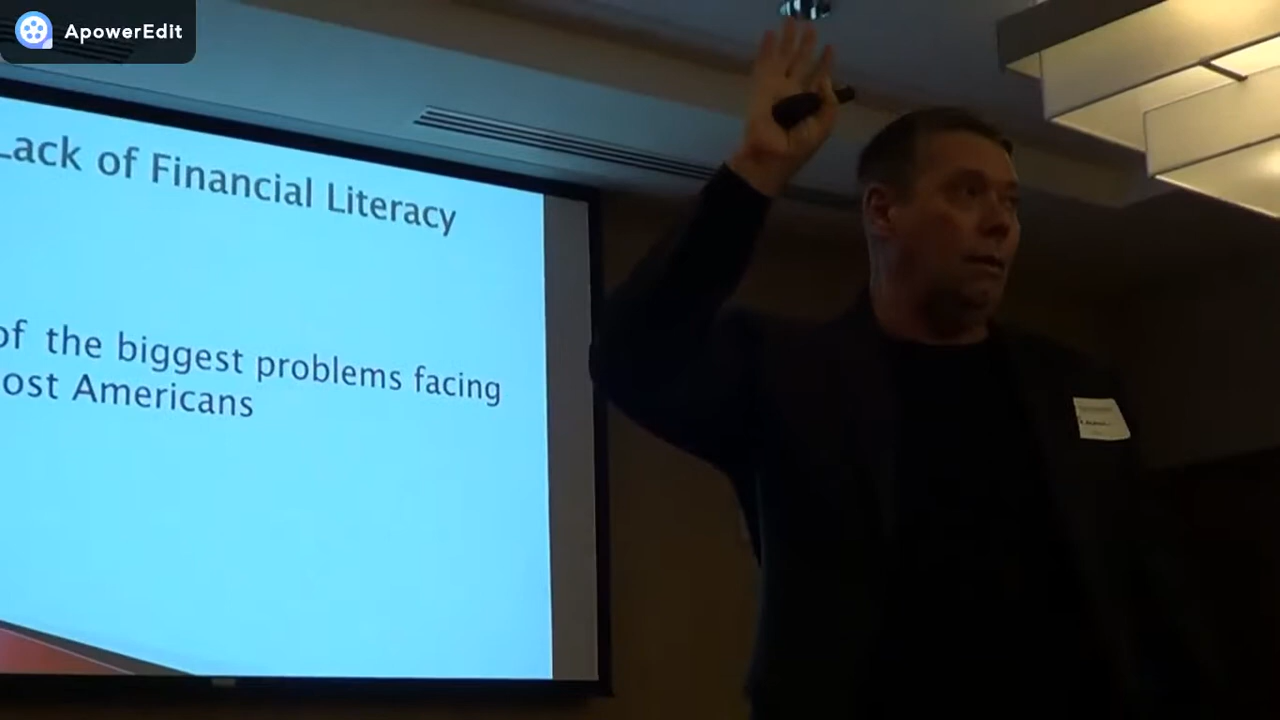 ApowerEdit
Lack of Financial Literacy
of the biggest problems facing
ost Americans